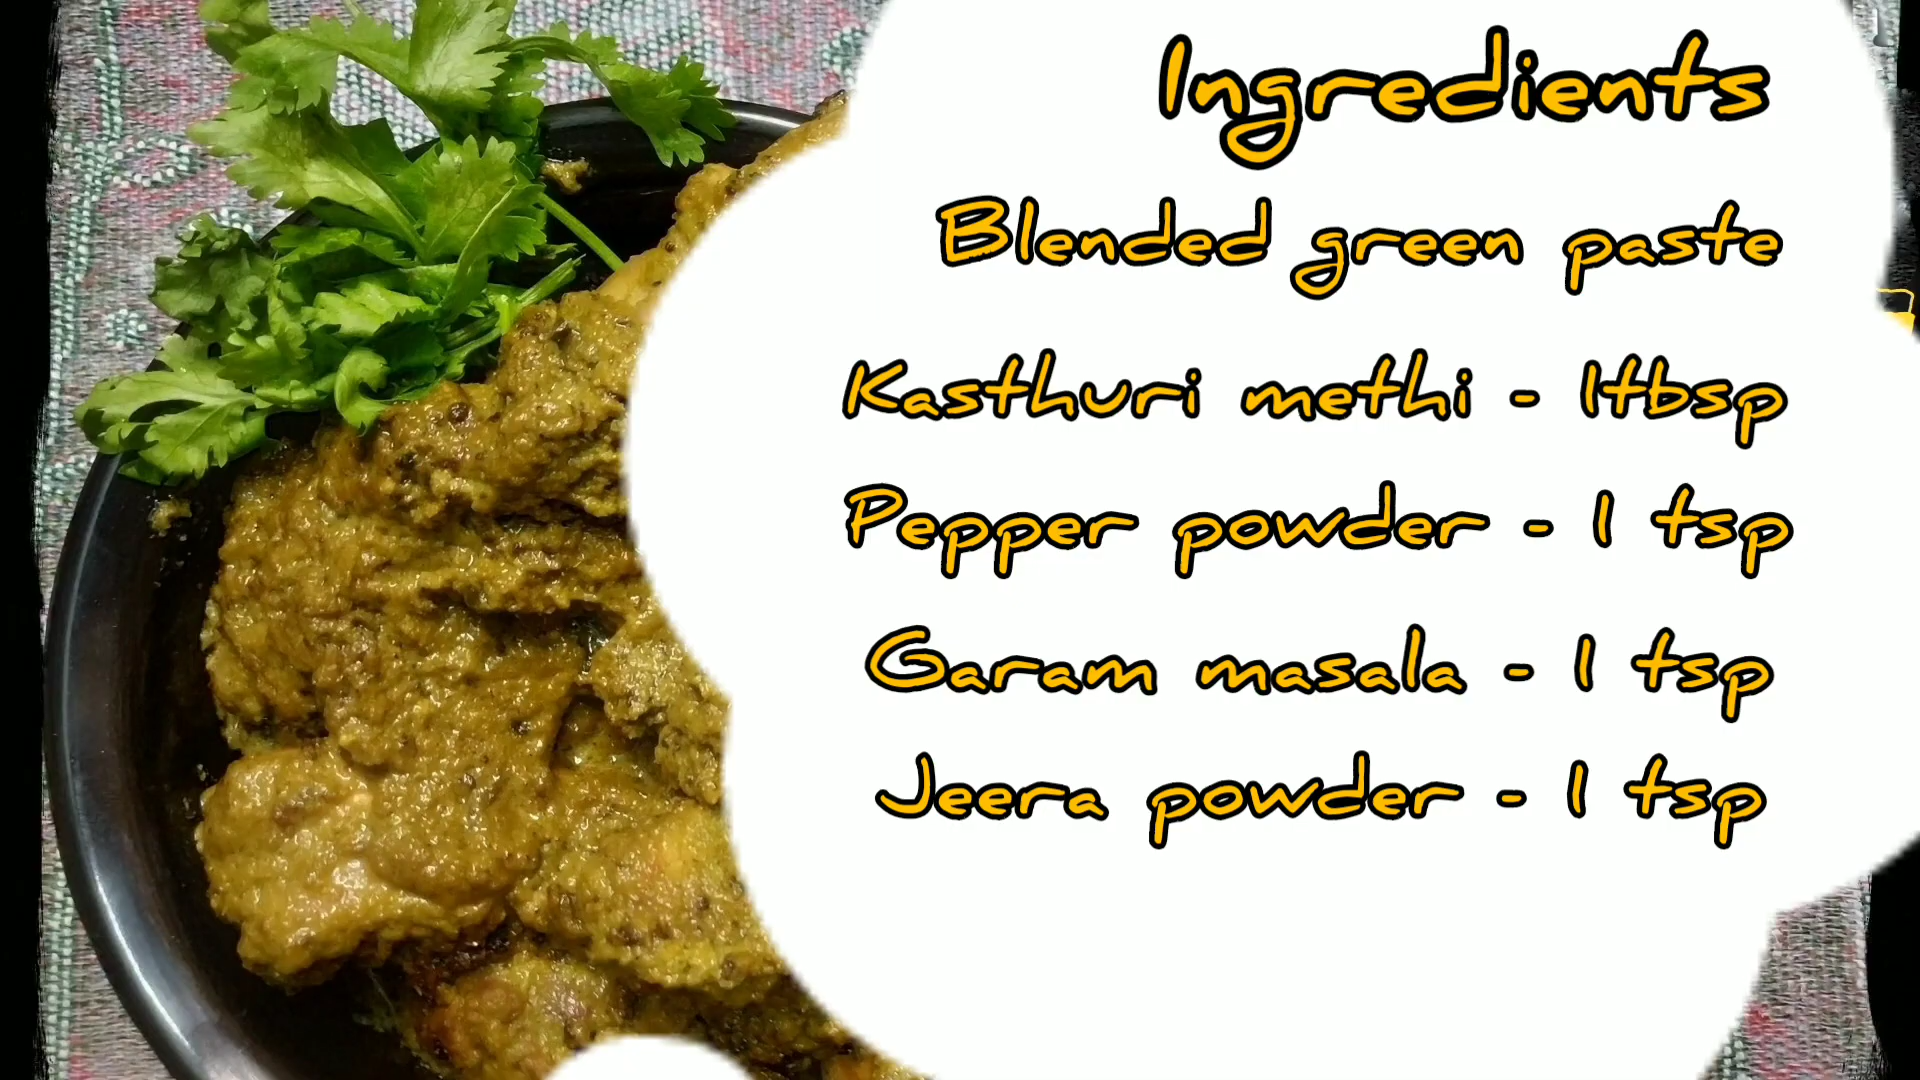 Ingredients
Blended green paste
Kasthuri methi - 1tbsp
Pepper powder - 1 tsp
Garam masala - 1 tsp
Jeera powder - 1 tsp